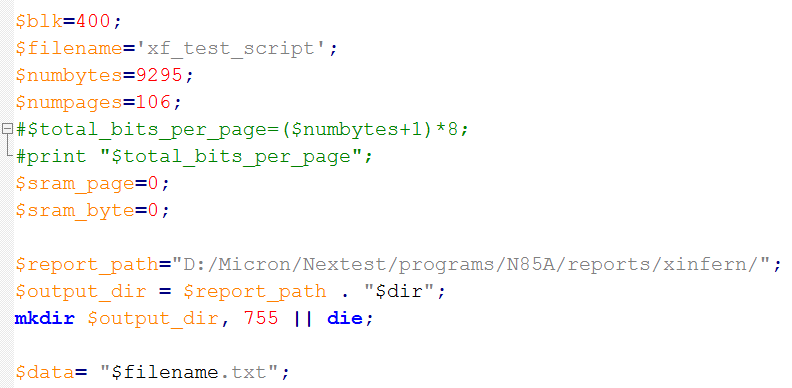 $blk=400;
$filename='xf_test_script';
$numbytes=9295;
$numpages=106;
#$total_bits_per_page=($numbytes+1)*8;
#print "$total_bits_per_page";
$sram_page=0;
$sram_byte=0;
$report_path="D:/Micron/Nextest/programs/N85A/reports/xinfern/";
$output_dir = $report_path . "$dir";
mkdir $output_dir, 755 || die;
$data= "$filename.txt";